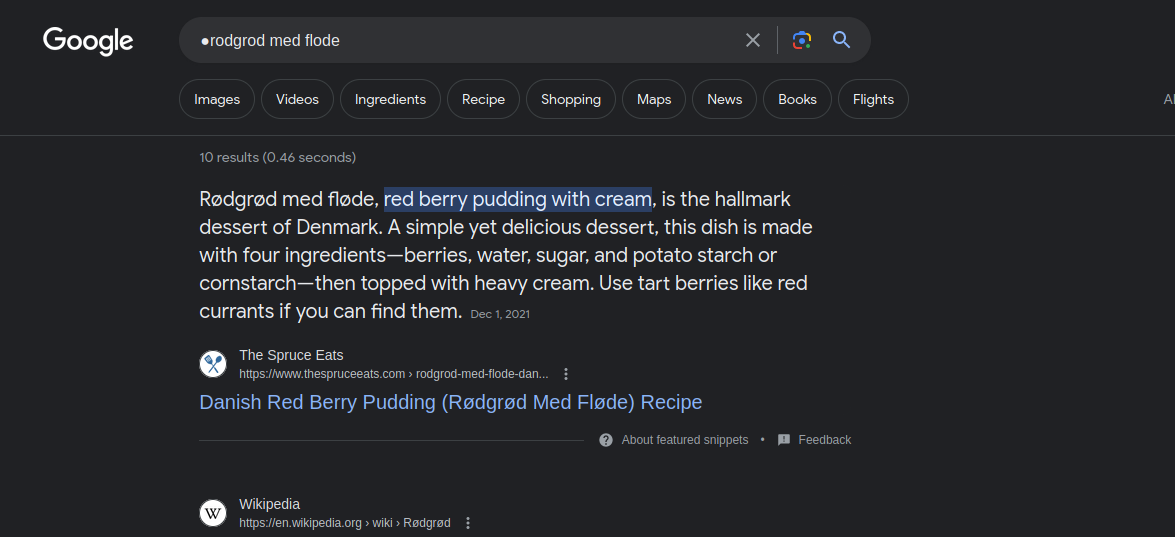 Google
●rodgrod med flode
Images Videos Ingredients Recipe Shopping Maps News Books Flights
10 results (0.46 seconds)
Rødgrød med fløde, red berry pudding with cream, is the hallmark
dessert of Denmark. A simple yet delicious dessert, this dish is made
with four ingredients—berries, water, sugar, and potato starch or
cornstarch—then topped with heavy cream. Use tart berries like red
currants if you can find them. Dec 1, 2021
The Spruce Eats
https://www.thespruceeats.com › rodgrod-med-flode-dan...
Danish Red Berry Pudding (Rødgrød Med Fløde) Recipe
About featured snippets • Feedback
W
Wikipedia
https://en.wikipedia.org › wiki › Rødgrød